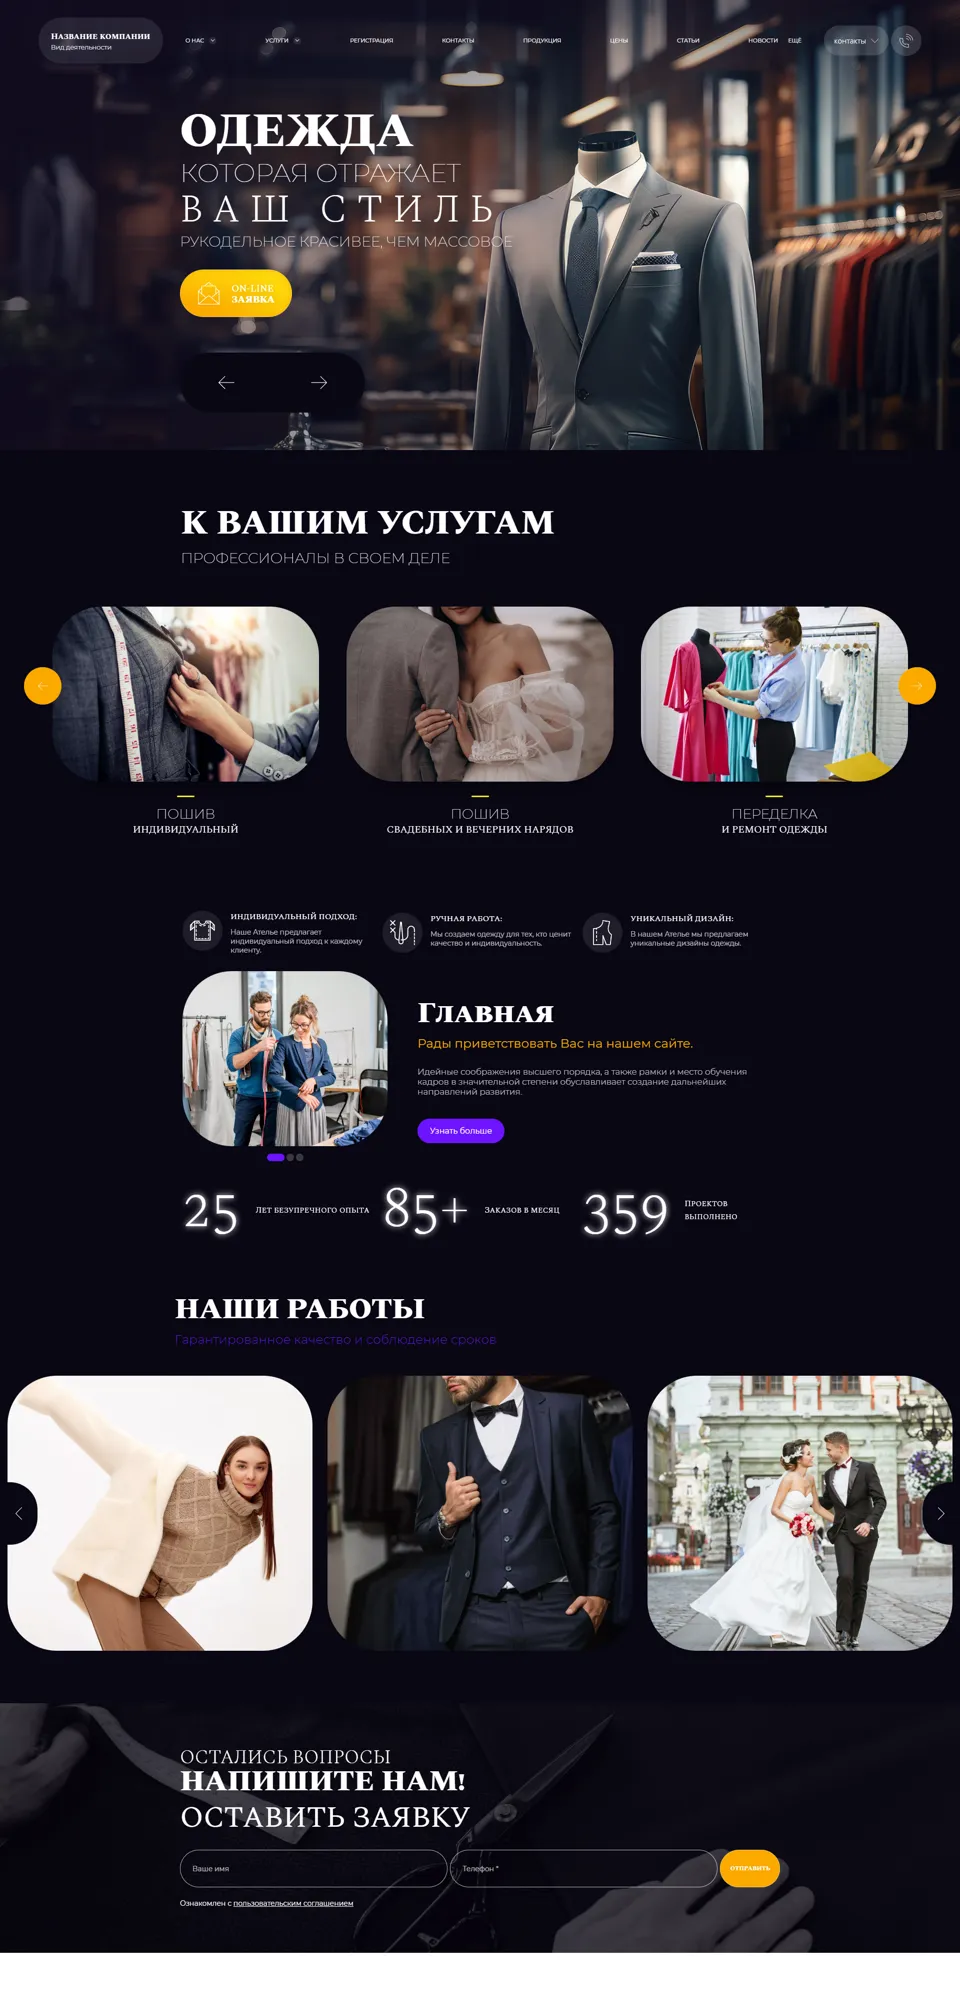 Название компании
Вид деятельности
О НАС
УСЛУГИ
РЕГИСТРАЦИЯ
КОНТАКТЫ
ПРОДУКЦИЯ
ЦЕНЫ
СТАТЬИ
НОВОСТИ
ЕЩЁ
контакты
ОДЕЖДА
КОТОРАЯ ОТРАЖАЕТ
ВАШ СТИЛЬ
РУКОДЕЛЬНОЕ КРАСИВЕЕ, ЧЕМ МАССОВОЕ
ON-LINE
ЗАЯВКА
К ВАШИМ УСЛУГАМ
ПРОФЕССИОНАЛЫ В СВОЕМ ДЕЛЕ
ПОШИВ
ИНДИВИДУАЛЬНЫЙ
ПОШИВ
СВАДЕБНЫХ И ВЕЧЕРНИХ НАРЯДОВ
ПЕРЕДЕЛКА
И РЕМОНТ ОДЕЖДЫ
ИНДИВИДУАЛЬНЫЙ ПОДХОД:
Наше Ателье предлагает
индивидуальный подход к каждому
клиенту.
РУЧНАЯ РАБОТА:
Мы создаем одежду для тех, кто ценит
качество и индивидуальность.
УНИКАЛЬНЫЙ ДИЗАЙН:
В нашем Ателье мы предлагаем
уникальные дизайны одежды.
Главная
Рады приветствовать Вас на нашем сайте.
Идейные соображения высшего порядка, а также рамки и место обучения
кадров в значительной степени обуславливает создание дальнейших
направлений развития.
Узнать больше
25
Лет безупречного опыта
85+
Заказов в месяц
359
Проектов
выполнено
НАШИ РАБОТЫ
Гарантированное качество и соблюдение сроков
ОСТАЛИСЬ ВОПРОСЫ
НАПИШИТЕ НАМ!
ОСТАВИТЬ ЗАЯВКУ
Ваше имя
Телефон *
ОТПРАВИТЬ
Ознакомлен с пользовательским соглашением